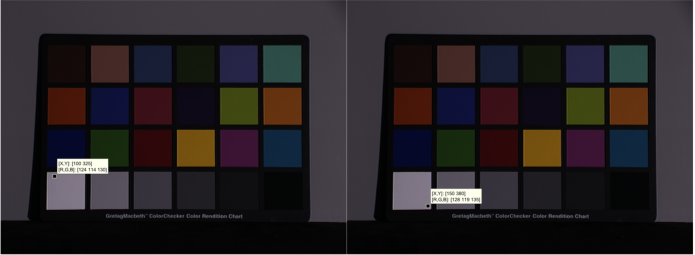 [X,Y]: [100 325]
[R,G,B]: [124 114 130]
GretagMacbeth™ ColorChecker Color Rendition Chart
[X,Y]: [150 380]
[R,G,B]: [128 119 135]
GretagMacbeth™ ColorChecker Color Rendition Chart